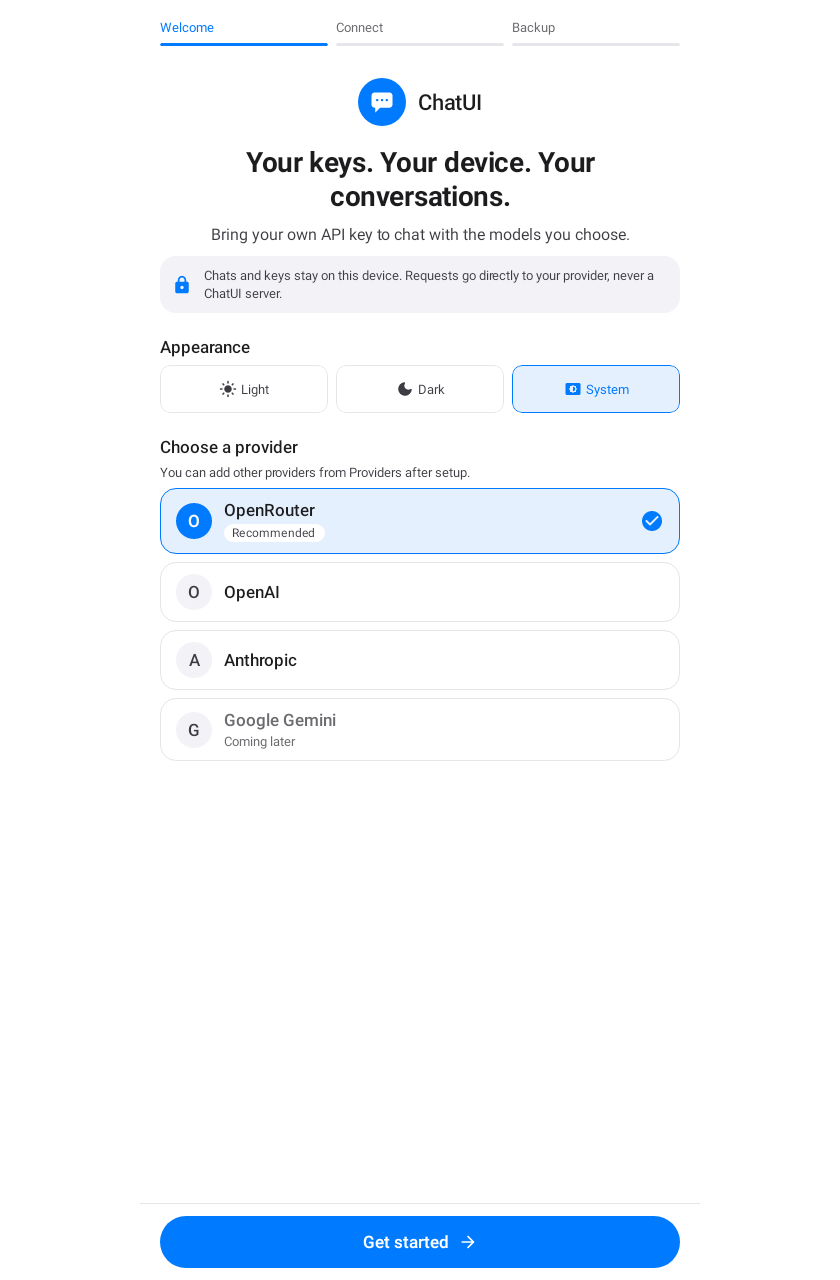 Welcome
Connect
Backup
ChatUI
Your keys. Your device. Your
conversations.
Bring your own API key to chat with the models you choose.
Chats and keys stay on this device. Requests go directly to your provider, never a
ChatUI server.
Appearance
Light
Dark
System
Choose a provider
You can add other providers from Providers after setup.
O
OpenRouter
Recommended
O
OpenAI
A
Anthropic
G
Google Gemini
Coming later
Get started